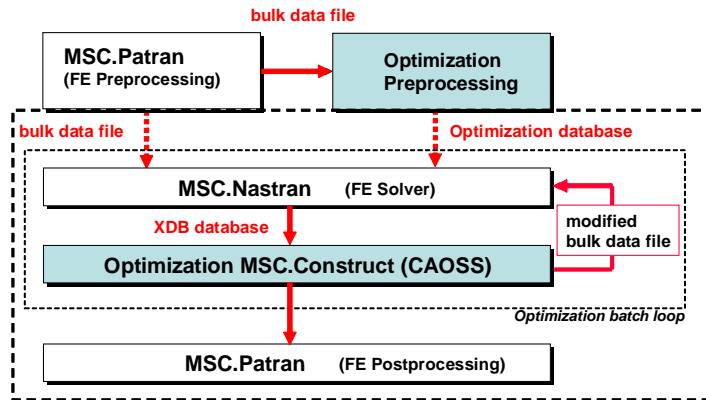 bulk data file
MSC.Patran
(FE Preprocessing)
Optimization
Preprocessing
bulk data file
Optimization database
MSC.Nastran (FE Solver)
XDB database
modified
bulk data file
Optimization MSC.Construct (CAOSS)
Optimization batch loop
MSC.Patran (FE Postprocessing)